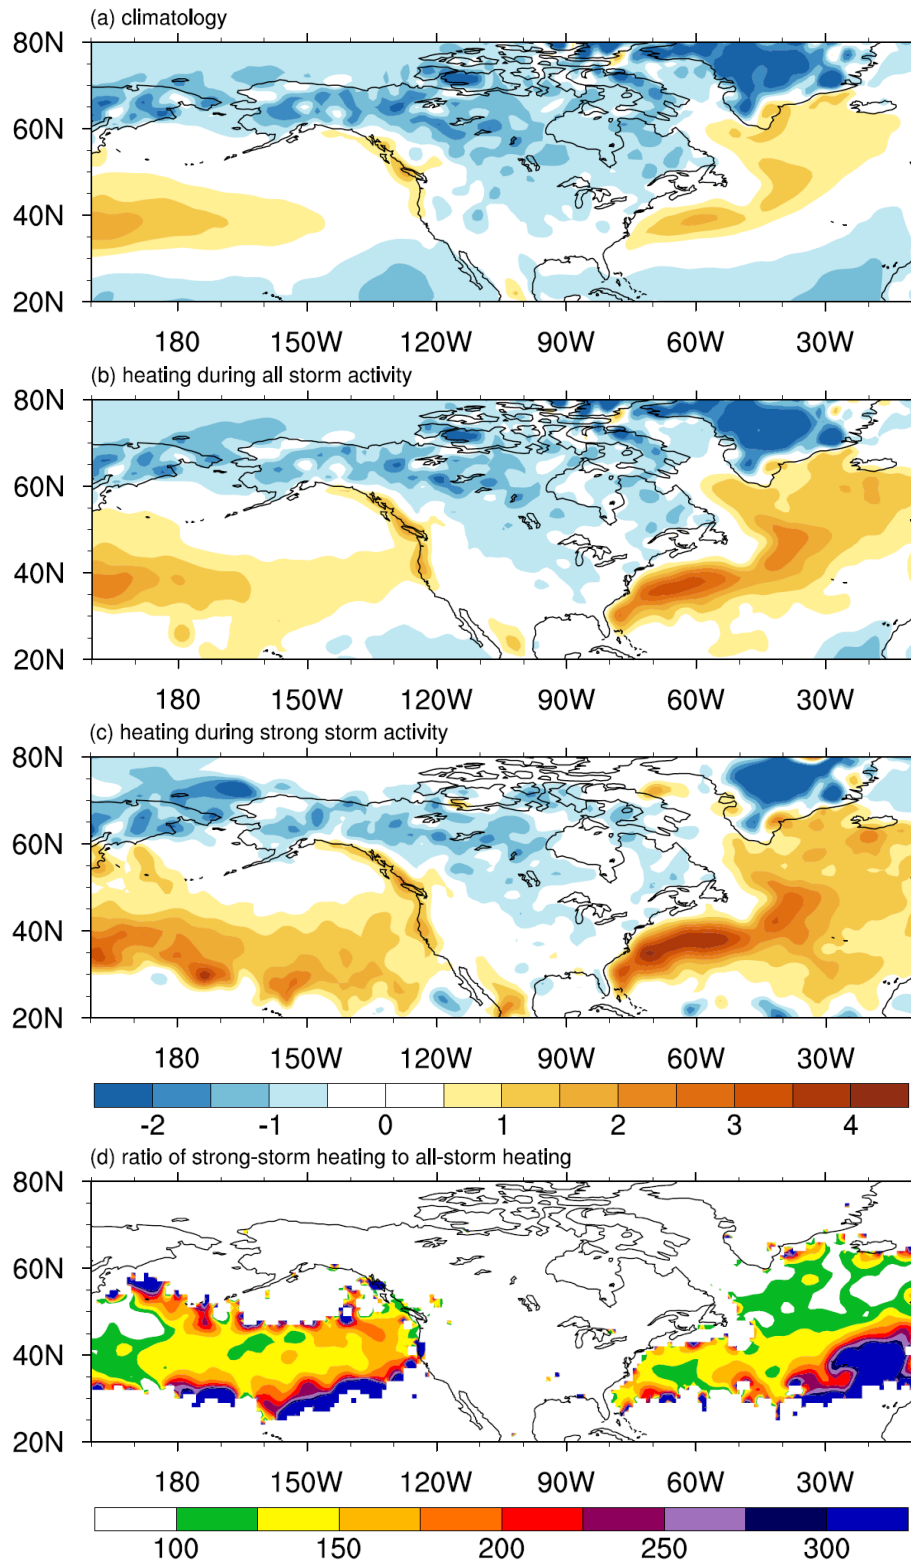 (a) climatology
80N
60N
40N
20N
180 150W 120W 90W 60W 30W
(b) heating during all storm activity
80N
60N
40N
20N
180 150W 120W 90W 60W 30W
(c) heating during strong storm activity
80N
60N
40N
20N
180 150W 120W 90W 60W 30W
-2 -1 0 1 2 3 4
(d) ratio of strong-storm heating to all-storm heating
80N
60N
40N
20N
180 150W 120W 90W 60W 30W
100 150 200 250 300